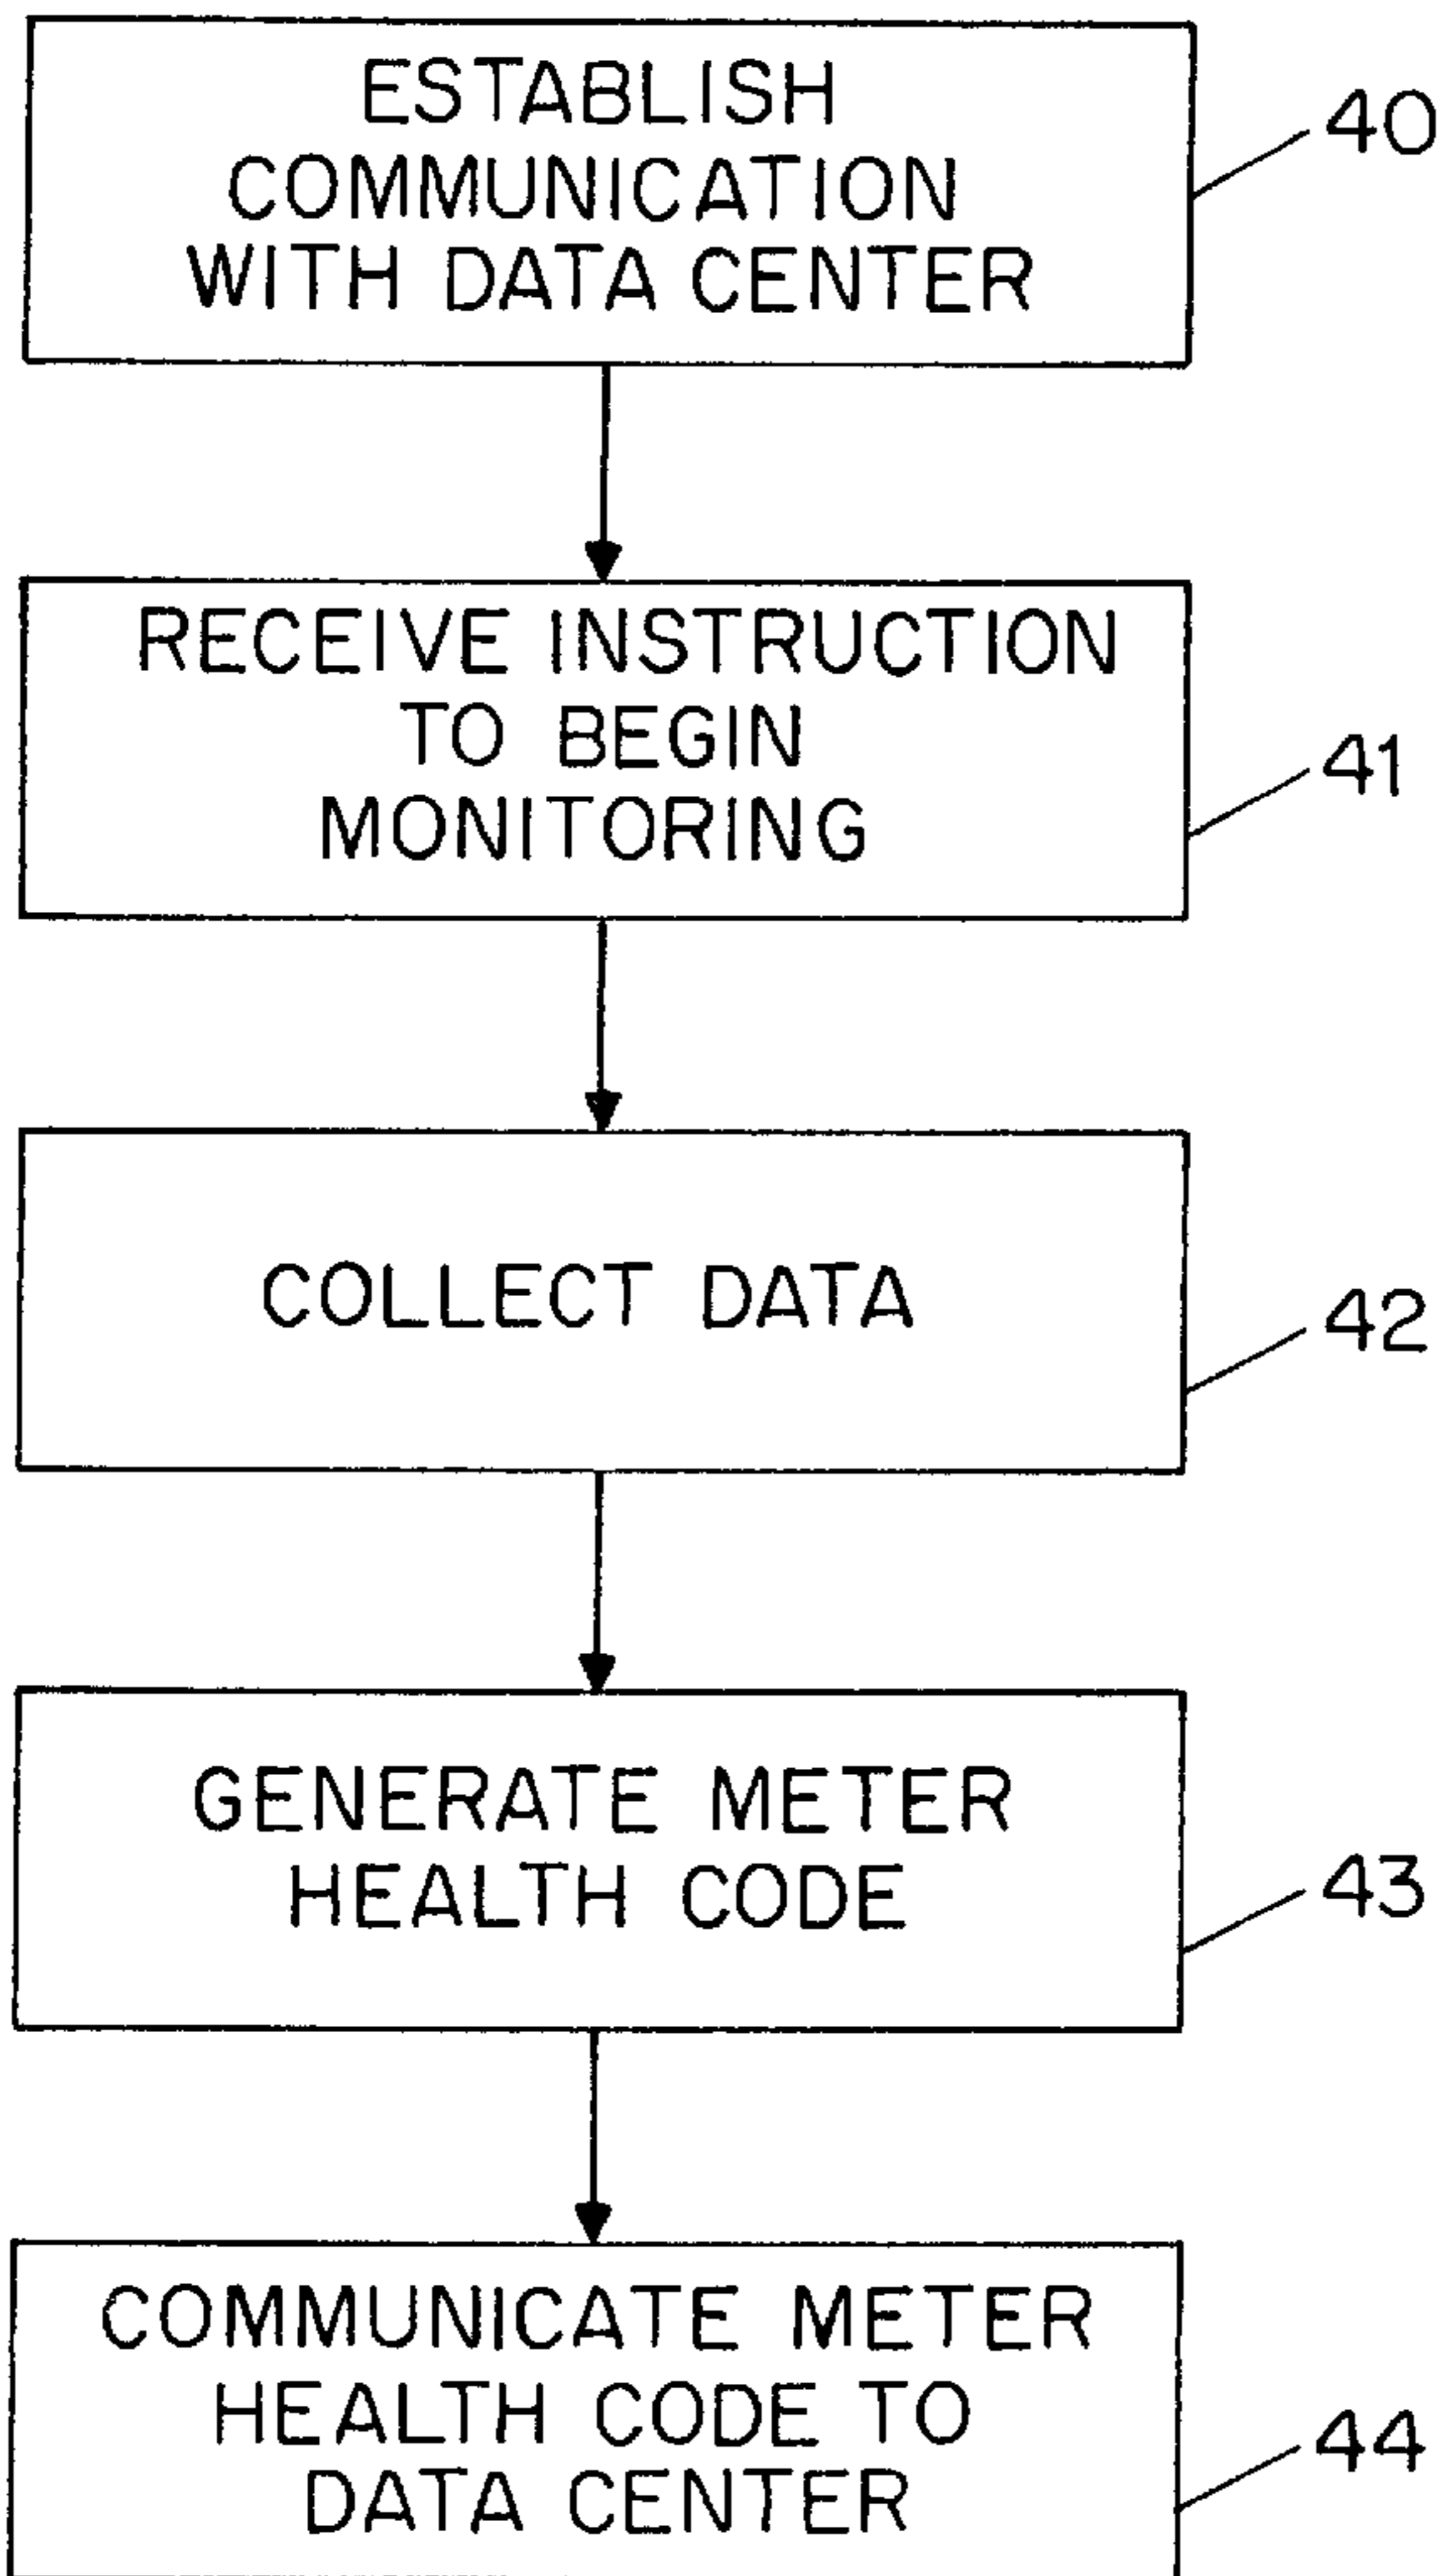 ESTABLISH
COMMUNICATION
WITH DATA CENTER
40
RECEIVE INSTRUCTION
TO BEGIN
MONITORING
41
COLLECT DATA
42
GENERATE METER
HEALTH CODE
43
COMMUNICATE METER
HEALTH CODE TO
DATA CENTER
44